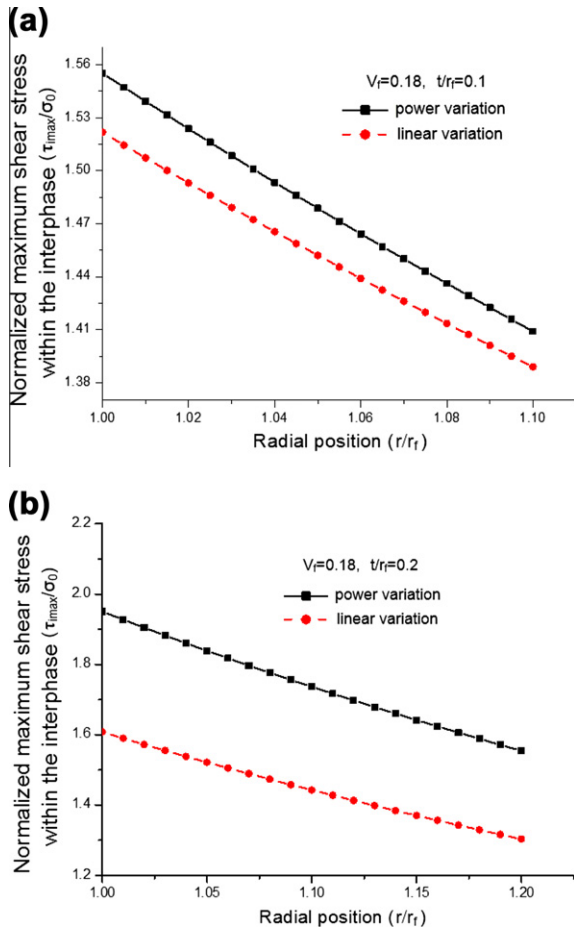 (a)
Normalized maximum shear stress
within the interphase (τimax/σ0)
1.56
1.53
1.50
1.47
1.44
1.41
1.38
Vf=0.18, t/rf=0.1
power variation
linear variation
1.00 1.02 1.04 1.06 1.08 1.10
Radial position (r/rf)
(b)
Normalized maximum shear stress
within the interphase (τimax/σ0)
2.2
2.0
1.8
1.6
1.4
1.2
Vf=0.18, t/rf=0.2
power variation
linear variation
1.00 1.05 1.10 1.15 1.20
Radial position (r/rf)